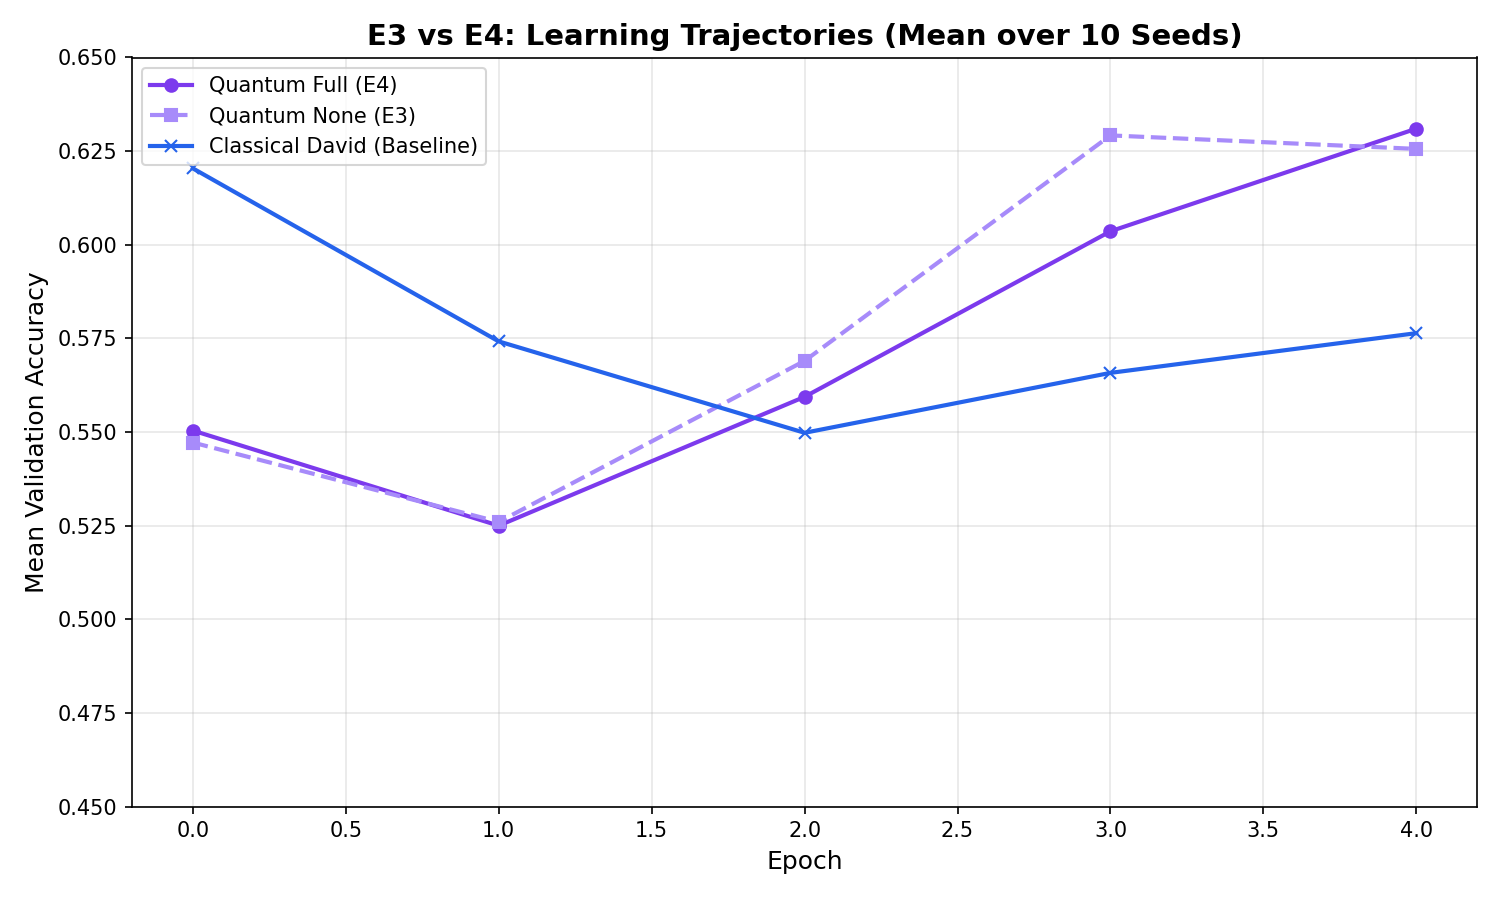 E3 vs E4: Learning Trajectories (Mean over 10 Seeds)
Quantum Full (E4)
Quantum None (E3)
Classical David (Baseline)
Mean Validation Accuracy
0.650
0.625
0.600
0.575
0.550
0.525
0.500
0.475
0.450
0.0 0.5 1.0 1.5 2.0 2.5 3.0 3.5 4.0
Epoch